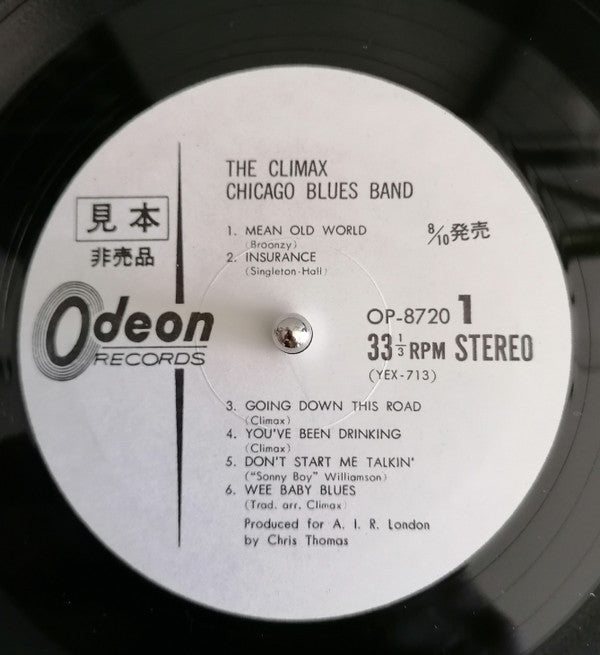 THE CLIMAX
CHICAGO BLUES BAND
見本
非売品
1. MEAN OLD WORLD
(Broonzy)
2. INSURANCE
(Singleton-Hall)
8/10発売
Odeon
RECORDS
OP-8720 1
33 1/3 RPM STEREO
(YEX-713)
3. GOING DOWN THIS ROAD
(Climax)
4. YOU'VE BEEN DRINKING
(Climax)
5. DON'T START ME TALKIN'
("Sonny Boy" Williamson)
6. WEE BABY BLUES
(Trad. arr. Climax)
Produced for A. I. R. London
by Chris Thomas